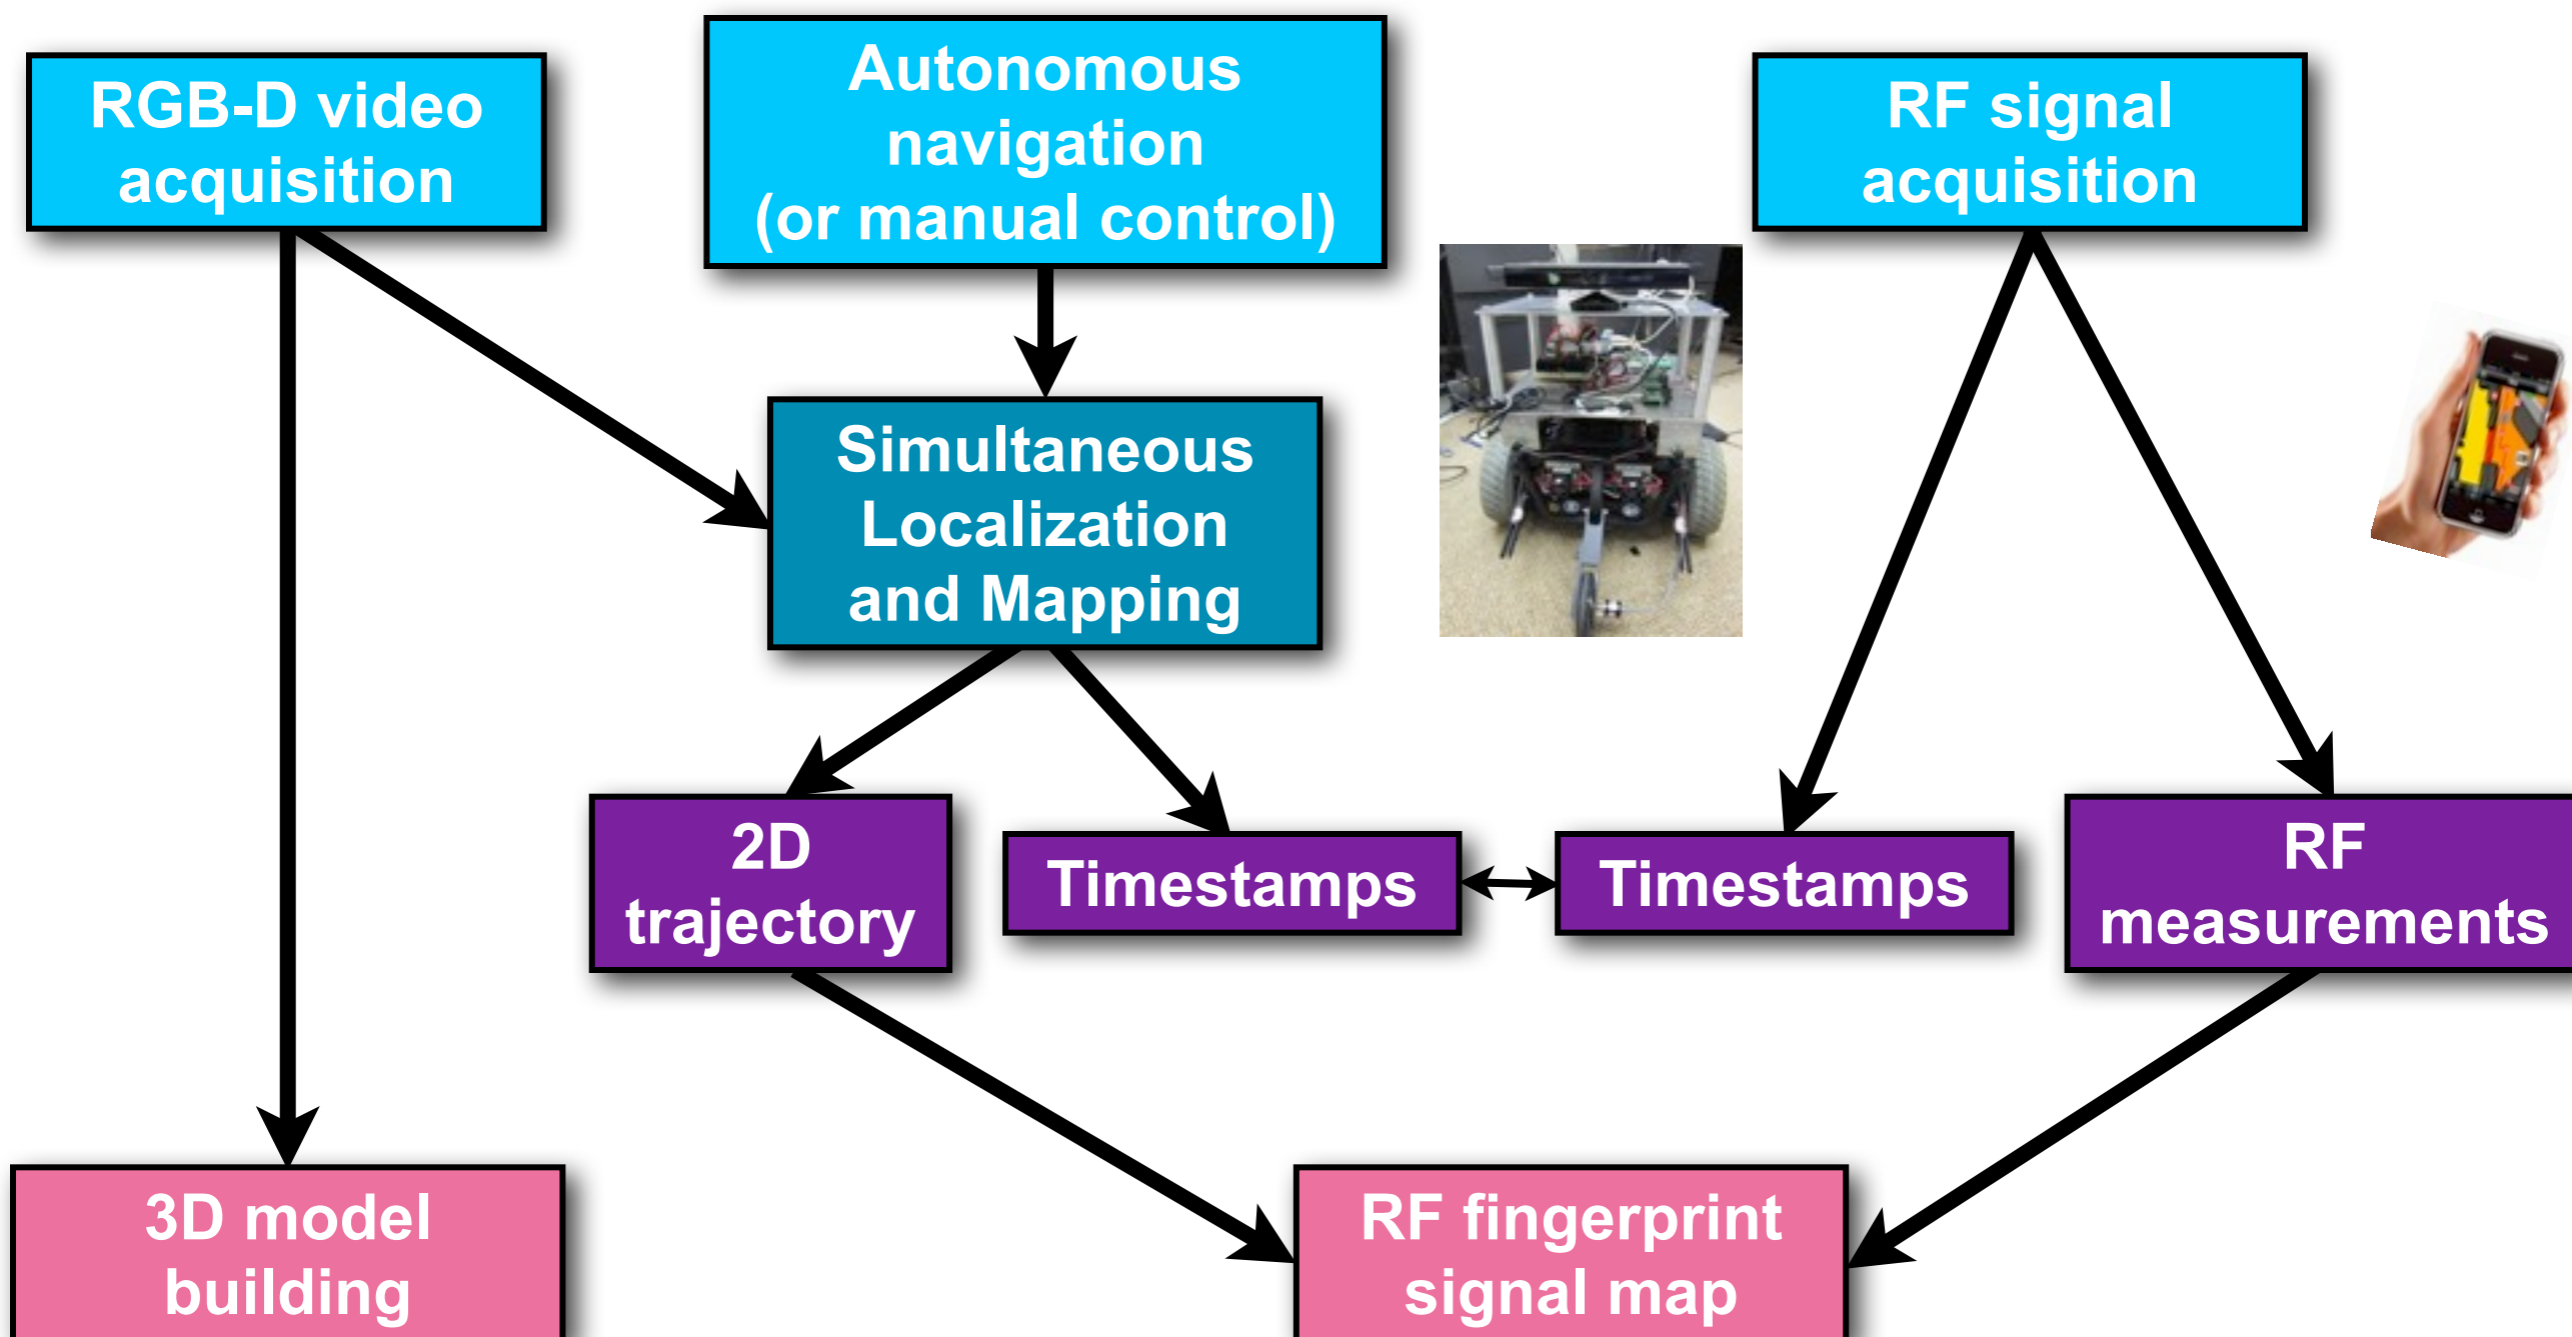 RGB-D video
acquisition
Autonomous
navigation
(or manual control)
RF signal
acquisition
Simultaneous
Localization
and Mapping
2D
trajectory
Timestamps
Timestamps
RF
measurements
3D model
building
RF fingerprint
signal map